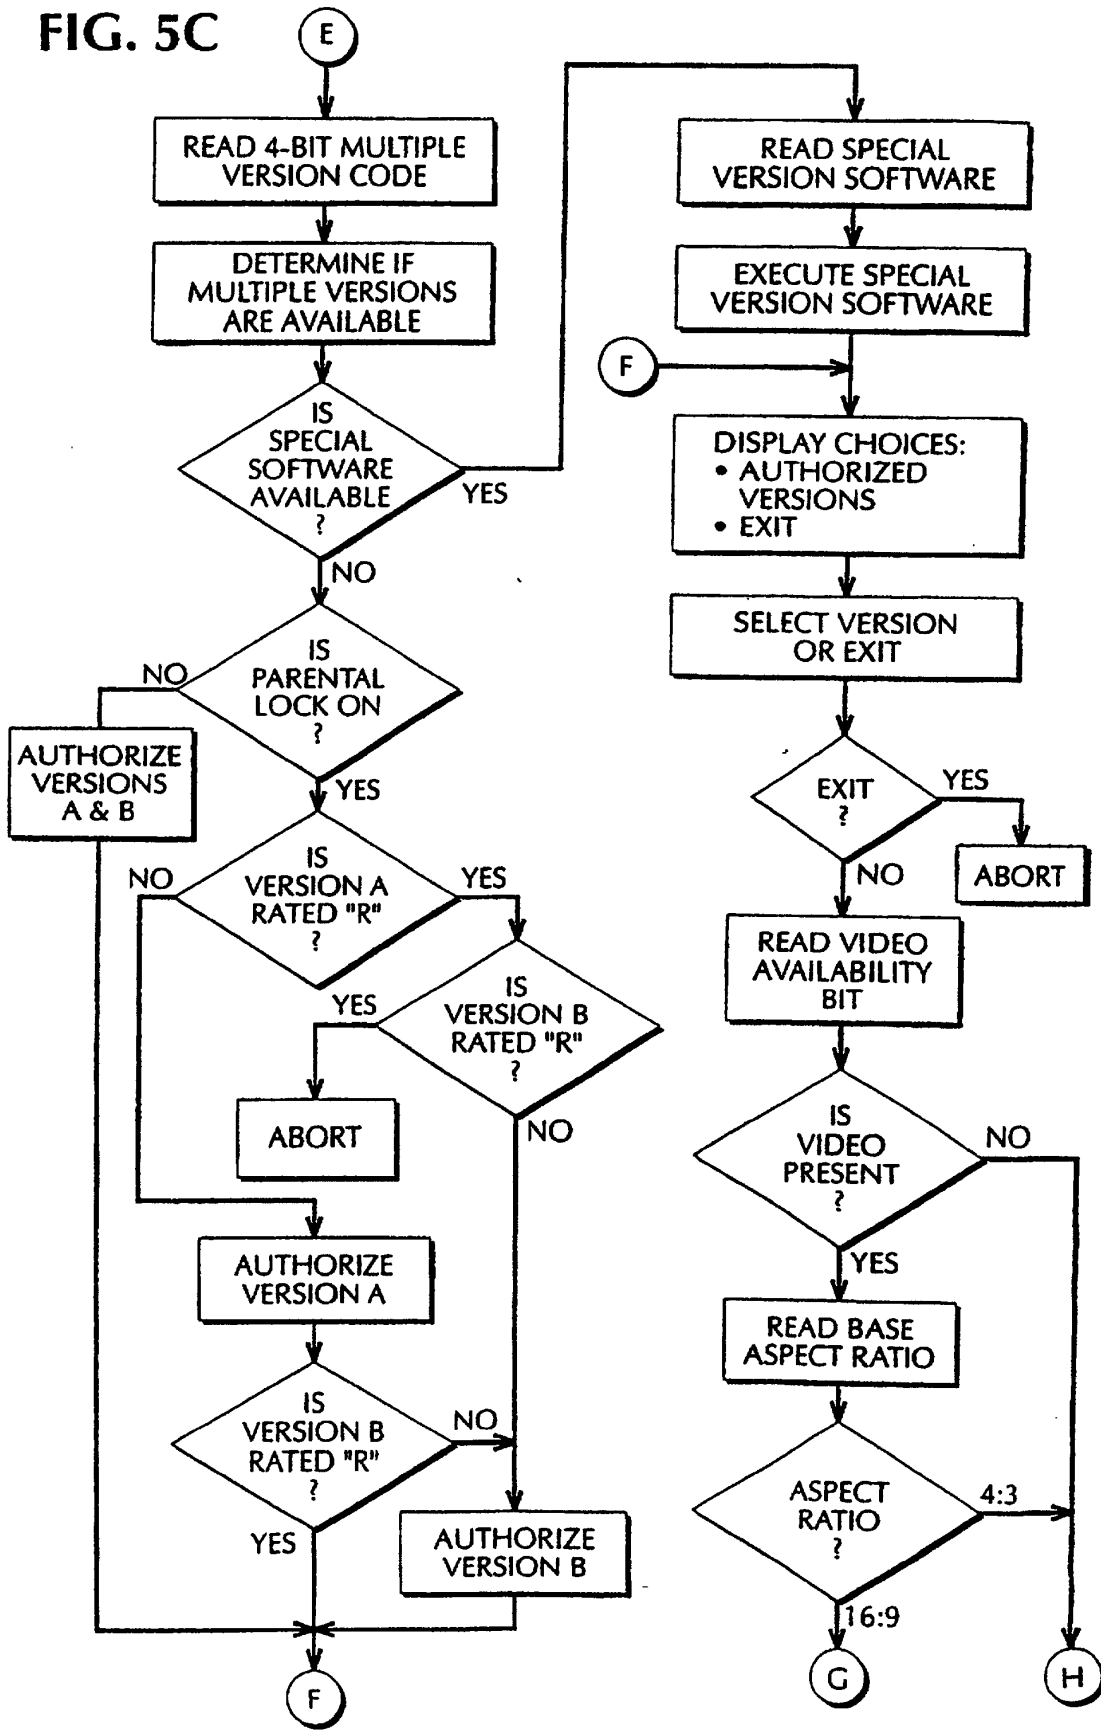 FIG. 5C
E
READ 4-BIT MULTIPLE
VERSION CODE
DETERMINE IF
MULTIPLE VERSIONS
ARE AVAILABLE
IS
SPECIAL
SOFTWARE
AVAILABLE
?
YES
NO
IS
PARENTAL
LOCK ON
?
NO
YES
AUTHORIZE
VERSIONS
A & B
IS
VERSION A
RATED "R"
?
NO
YES
IS
VERSION B
RATED "R"
?
YES
NO
ABORT
AUTHORIZE
VERSION A
IS
VERSION B
RATED "R"
?
NO
YES
AUTHORIZE
VERSION B
F
READ SPECIAL
VERSION SOFTWARE
EXECUTE SPECIAL
VERSION SOFTWARE
F
DISPLAY CHOICES:
• AUTHORIZED
VERSIONS
• EXIT
SELECT VERSION
OR EXIT
EXIT
?
YES
NO
ABORT
READ VIDEO
AVAILABILITY
BIT
IS
VIDEO
PRESENT
?
NO
YES
READ BASE
ASPECT RATIO
ASPECT
RATIO
?
4:3
16:9
G
H